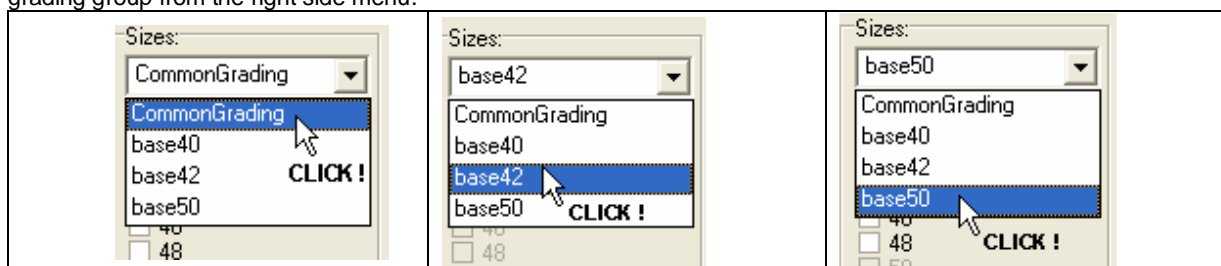 grading group from the right side menu:
Sizes:
CommonGrading
CommonGrading
base40
base42
CLICK !
base50
48
Sizes:
base42
CommonGrading
base40
base42
base50
CLICK !
48
Sizes:
base50
CommonGrading
base40
base42
base50
48
CLICK !